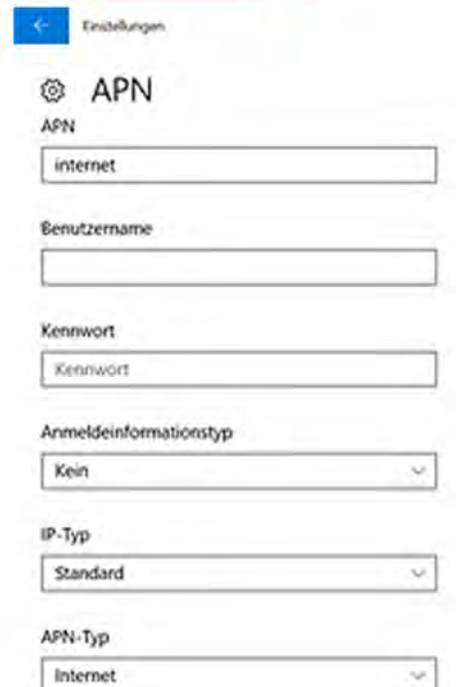 Einstellungen
APN
APN
internet
Benutzername
Kennwort
Kennwort
Anmeldeinformationstyp
Kein
IP-Typ
Standard
APN-Typ
Internet